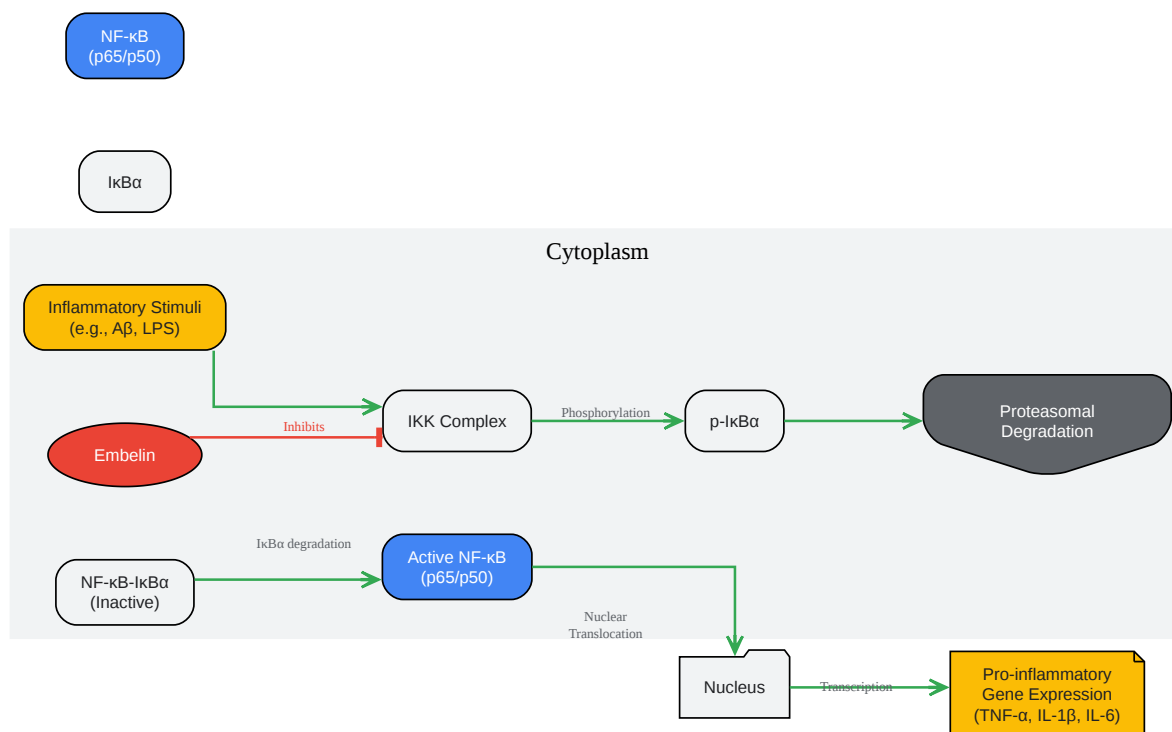 NF-κB
(p65/p50)
IκBα
Cytoplasm
Inflammatory Stimuli
(e.g., Aβ, LPS)
Inhibits
Embelin
IKK Complex
Phosphorylation
p-IκBα
Proteasomal
Degradation
NF-κB-IκBα
(Inactive)
IκBα degradation
Active NF-κB
(p65/p50)
Nuclear
Translocation
Nucleus
Transcription
Pro-inflammatory
Gene Expression
(TNF-α, IL-1β, IL-6)